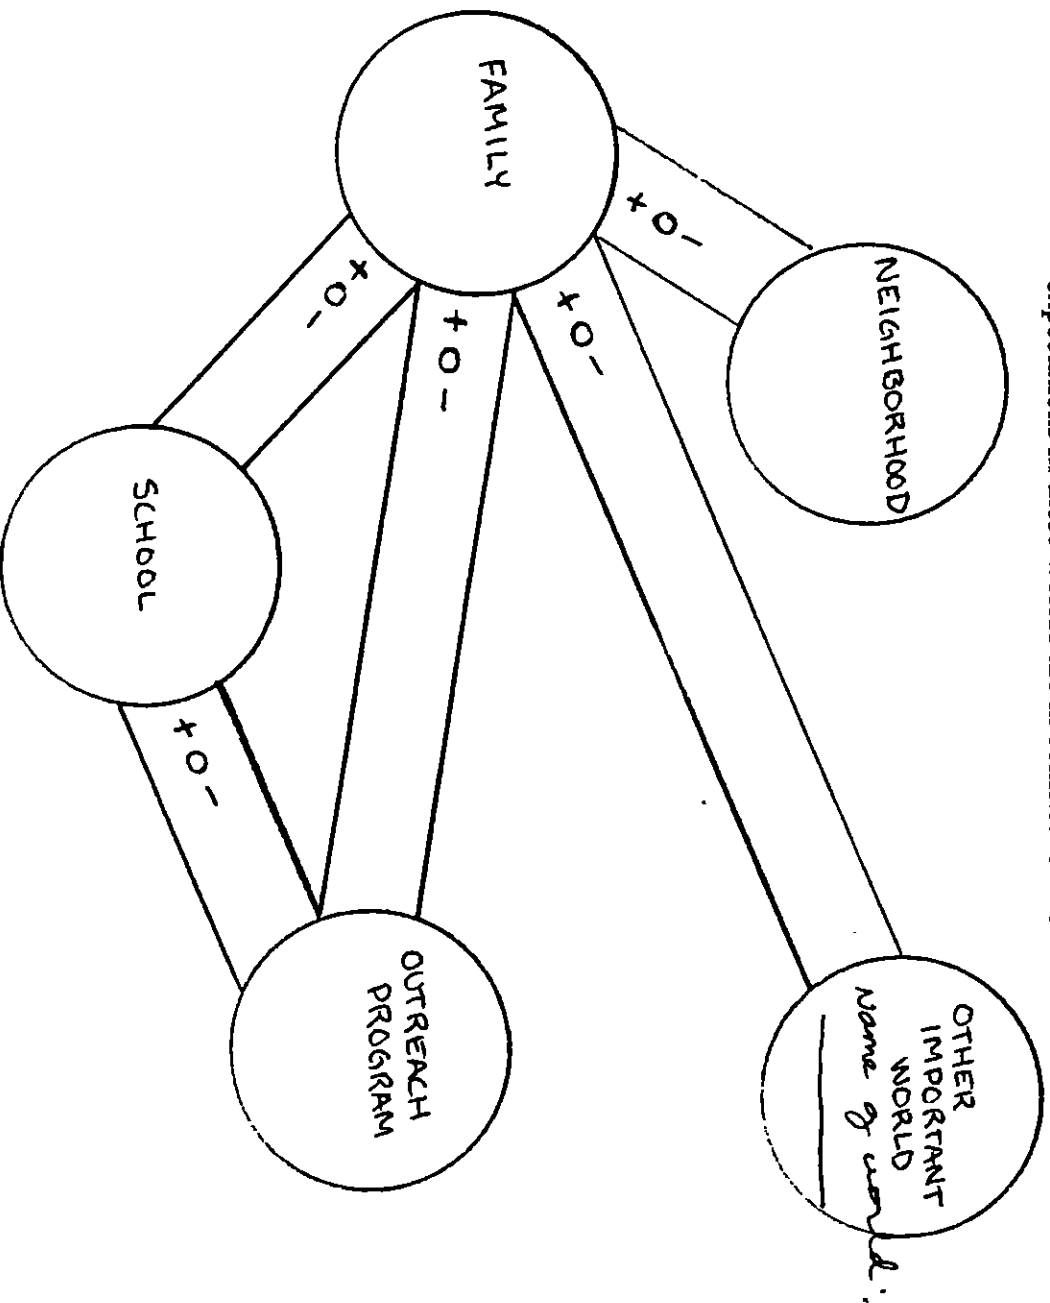 NEIGHBORHOOD
+ O -
OTHER
IMPORTANT
WORLD
Name of world:
+ O -
FAMILY
+ O -
OUTREACH
PROGRAM
+ O -
SCHOOL
+ O -